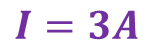 I = 3A